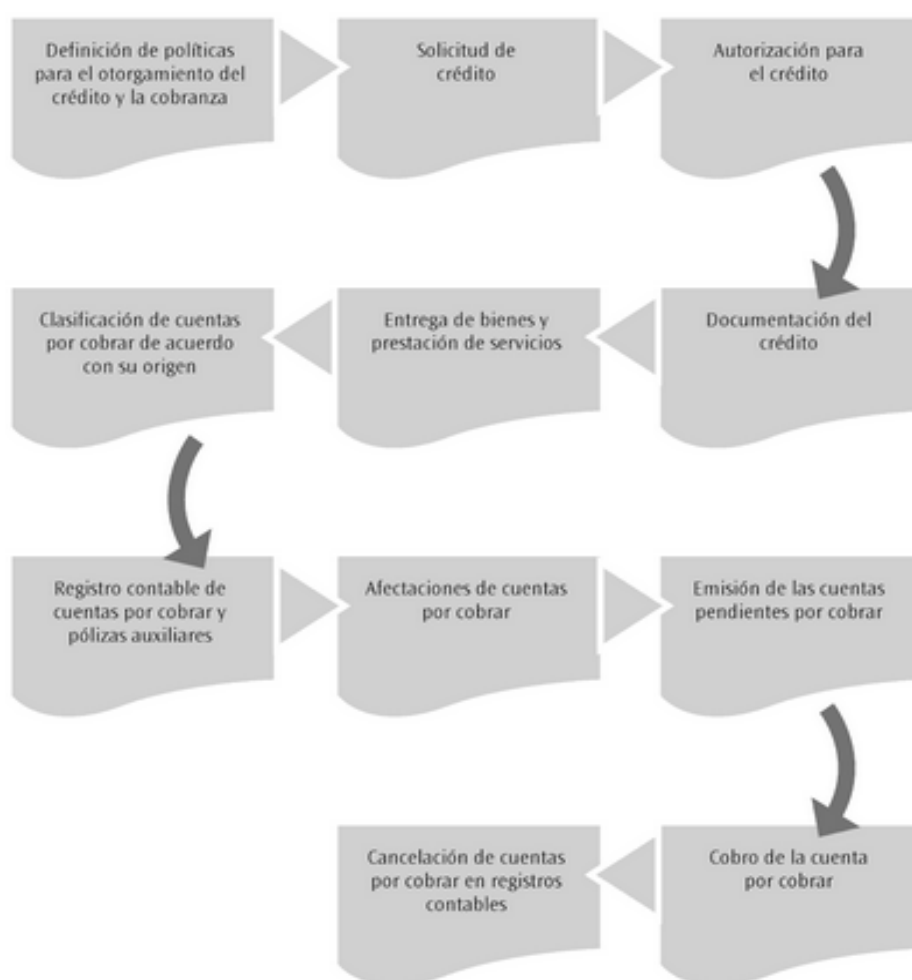 Definición de políticas
para el otorgamiento del
crédito y la cobranza
Solicitud de
crédito
Autorización para
el crédito
Documentación del
crédito
Entrega de bienes y
prestación de servicios
Clasificación de cuentas
por cobrar de acuerdo
con su origen
Registro contable de
cuentas por cobrar y
pólizas auxiliares
Afectaciones de cuentas
por cobrar
Emisión de las cuentas
pendientes por cobrar
Cobro de la cuenta
por cobrar
Cancelación de cuentas
por cobrar en registros
contables